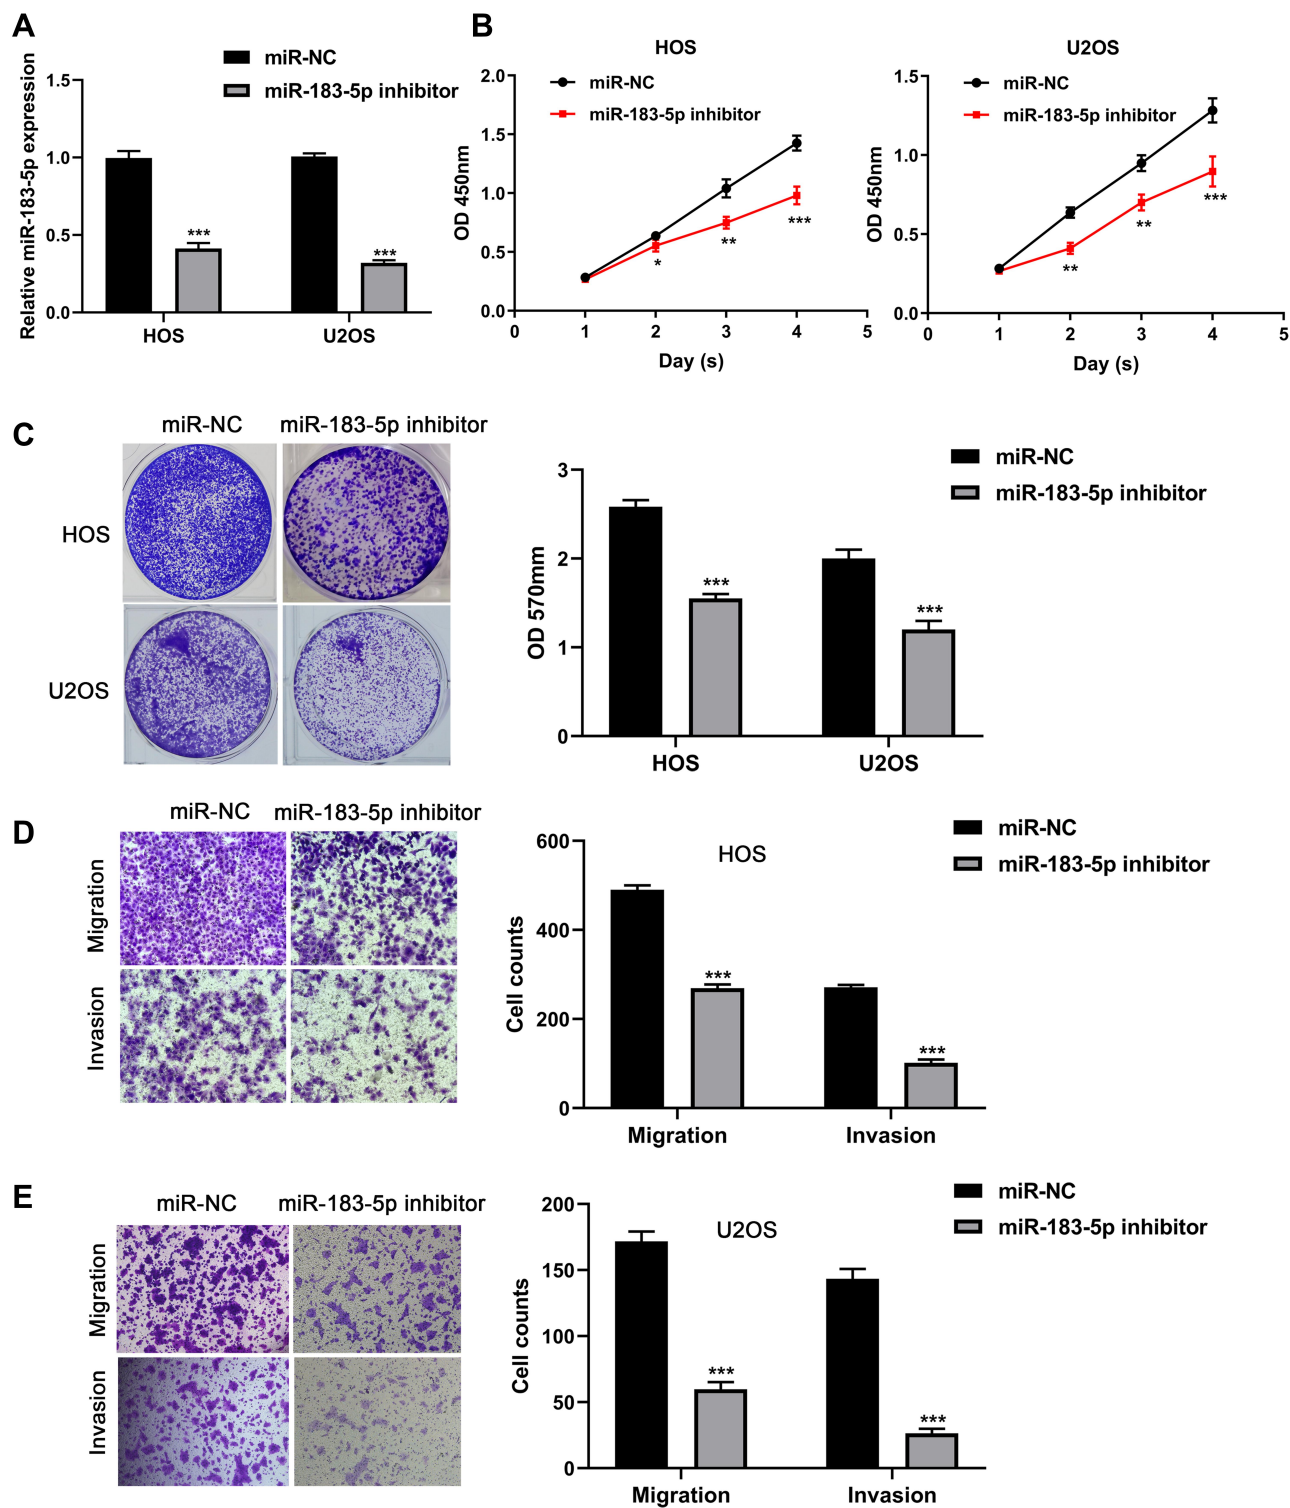 A
miR-NC
miR-183-5p inhibitor
Relative miR-183-5p expression
1.5
1.0
0.5
0.0
***
***
HOS
U2OS
B
HOS
miR-NC
miR-183-5p inhibitor
OD 450nm
2.0
1.5
1.0
0.5
0.0
*
**
***
0 1 2 3 4 5
Day (s)
U2OS
miR-NC
miR-183-5p inhibitor
OD 450nm
1.5
1.0
0.5
0.0
**
**
***
0 1 2 3 4 5
Day (s)
C
miR-NC miR-183-5p inhibitor
HOS
U2OS
miR-NC
miR-183-5p inhibitor
OD 570mm
3
2
1
0
***
***
HOS
U2OS
D
miR-NC miR-183-5p inhibitor
Migration
Invasion
HOS
miR-NC
miR-183-5p inhibitor
Cell counts
600
400
200
0
***
***
Migration
Invasion
E
miR-NC miR-183-5p inhibitor
Migration
Invasion
U2OS
miR-NC
miR-183-5p inhibitor
Cell counts
200
150
100
50
0
***
***
Migration
Invasion